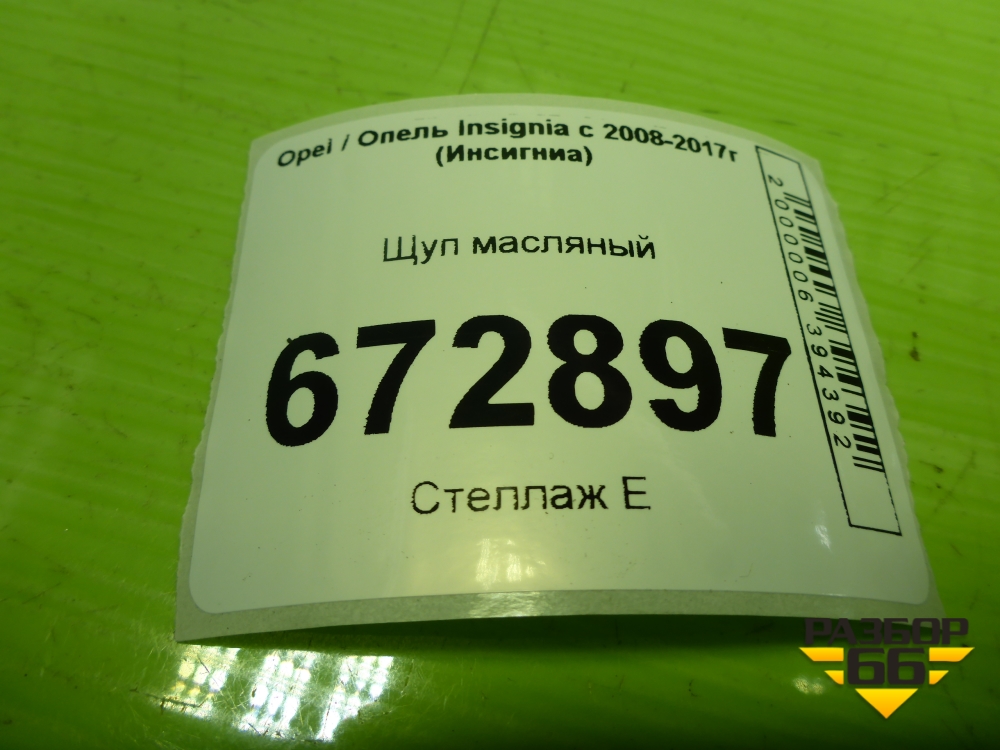 Opel / Опель Insignia с 2008-2017г
(Инсигниа)
Щуп масляный
672897
Стеллаж Е
2000006394392
РАЗБОР
66